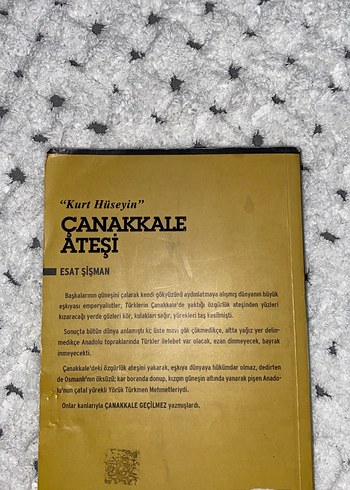 “Kurt Hüseyin”
ÇANAKKALE
ATEŞİ
ESAT ŞİŞMAN
Başkalarının güneşini çalarak kendi gökyüzünü aydınlatmaya alışmış dünyanın büyük
eşkıyası emperyalistler, Türklerin Çanakkale'de yaktığı özgürlük ateşinden yüzleri
kızaracağı yerde gözleri kör, kulakları sağır, yürekleri taş kesilmişti.
Sonuçta bütün dünya anlamıştı ki; üste mavi gök çökmedikçe, altta yağız yer delin-
medikçe Anadolu topraklarında Türkler ilelebet var olacak, ezan dinmeyecek, bayrak
inmeyecekti.
Çanakkale'deki özgürlük ateşini yakarak, eşkıya dünyaya hükümdar olmaz, dedirten
de Osmanlı'nın öksüzü; kar boranda donup, kızgın güneşin altında yanarak pişen Anado-
lu'nun çatal yürekli Yörük Türkmen Mehmetleriydi.
Onlar kanlarıyla ÇANAKKALE GEÇİLMEZ yazmışlardı.